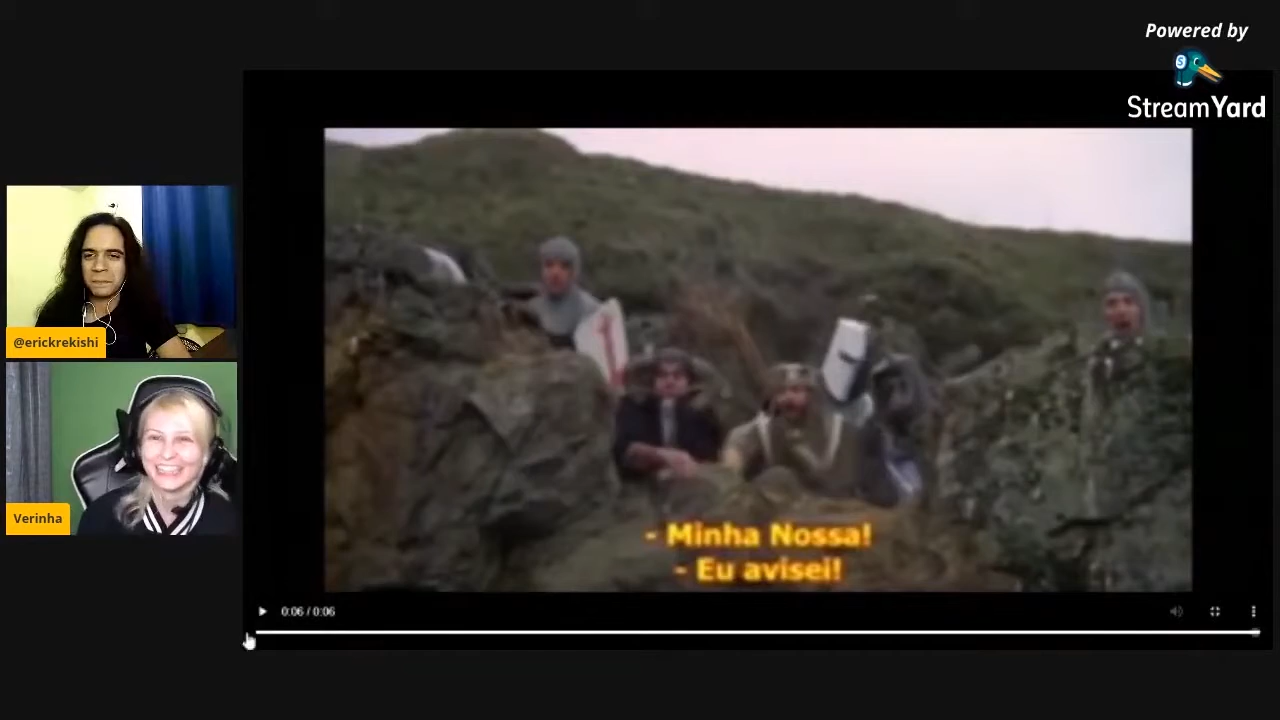 Powered by
StreamYard
@erickrekishi
Verinha
- Minha Nossa!
- Eu avisei!
0:06 / 0:06